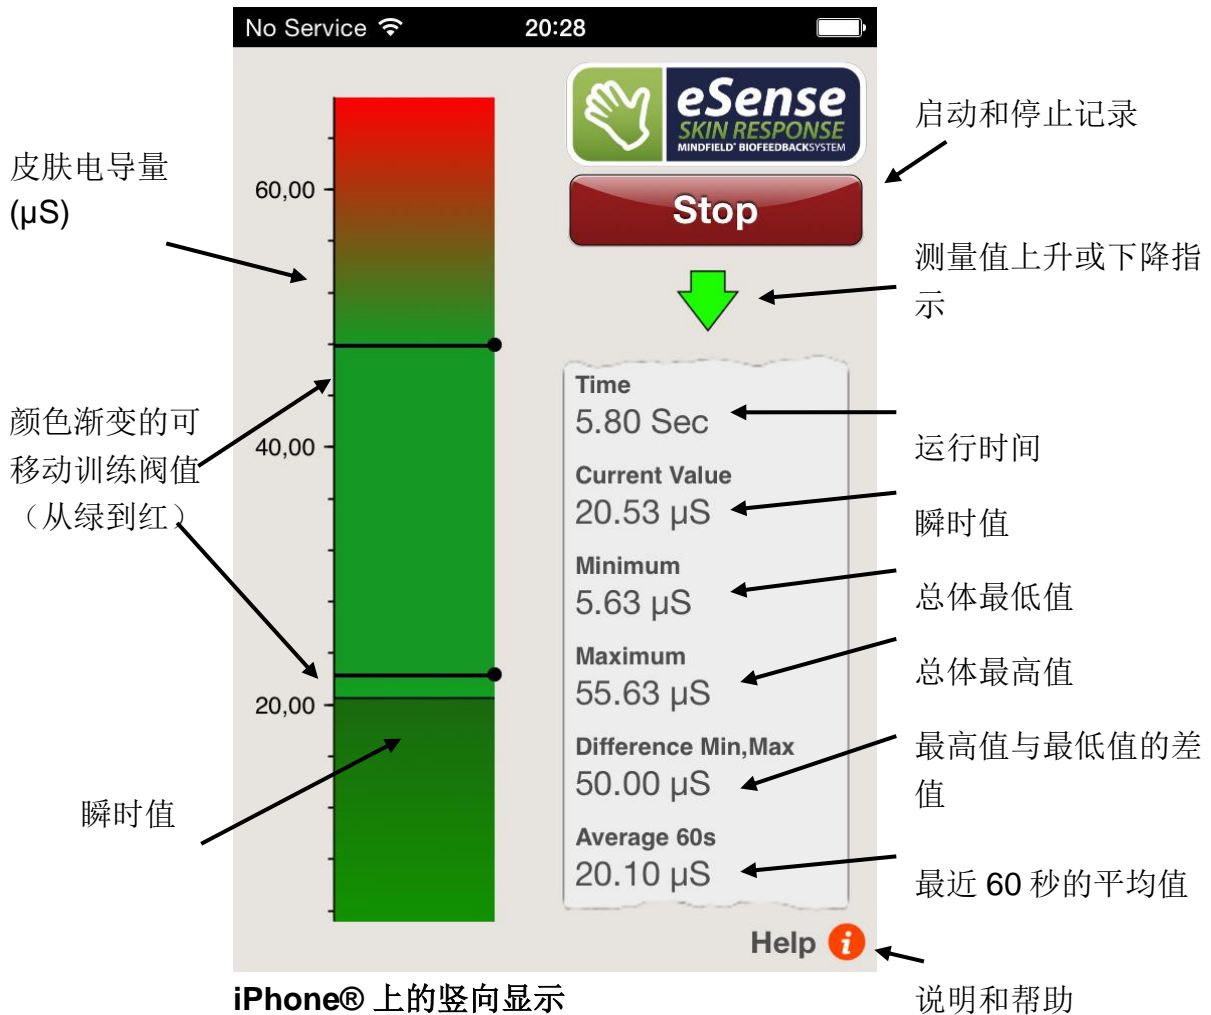 No Service
20:28
eSense
SKIN RESPONSE
MINDFIELD® BIOFEEDBACKSYSTEM
Stop
启动和停止记录
皮肤电导量
(µS)
60,00
40,00
20,00
测量值上升或下降指
示
颜色渐变的可
移动训练阀值
（从绿到红）
瞬时值
Time
5.80 Sec
运行时间
Current Value
20.53 µS
瞬时值
Minimum
5.63 µS
总体最低值
Maximum
55.63 µS
总体最高值
Difference Min,Max
50.00 µS
最高值与最低值的差
值
Average 60s
20.10 µS
最近 60 秒的平均值
Help i
说明和帮助
iPhone® 上的竖向显示